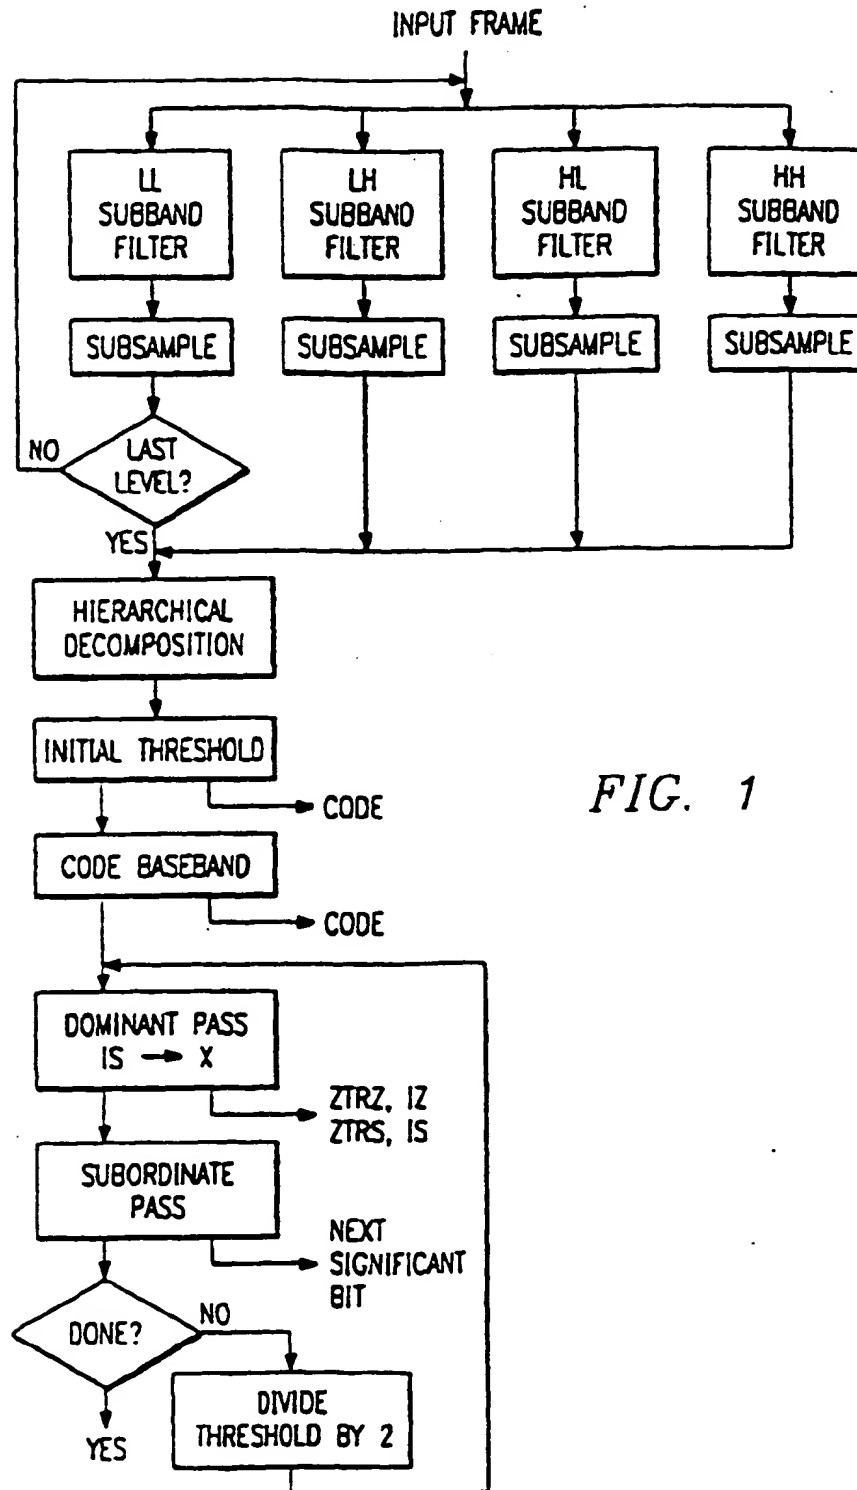 INPUT FRAME
LL
SUBBAND
FILTER
LH
SUBBAND
FILTER
HL
SUBBAND
FILTER
HH
SUBBAND
FILTER
SUBSAMPLE
SUBSAMPLE
SUBSAMPLE
SUBSAMPLE
NO
LAST
LEVEL?
YES
HIERARCHICAL
DECOMPOSITION
INITIAL THRESHOLD
CODE
FIG. 1
CODE BASEBAND
CODE
DOMINANT PASS
IS → X
ZTRZ, IZ
ZTRS, IS
SUBORDINATE
PASS
NEXT
SIGNIFICANT
BIT
DONE?
NO
YES
DIVIDE
THRESHOLD BY 2